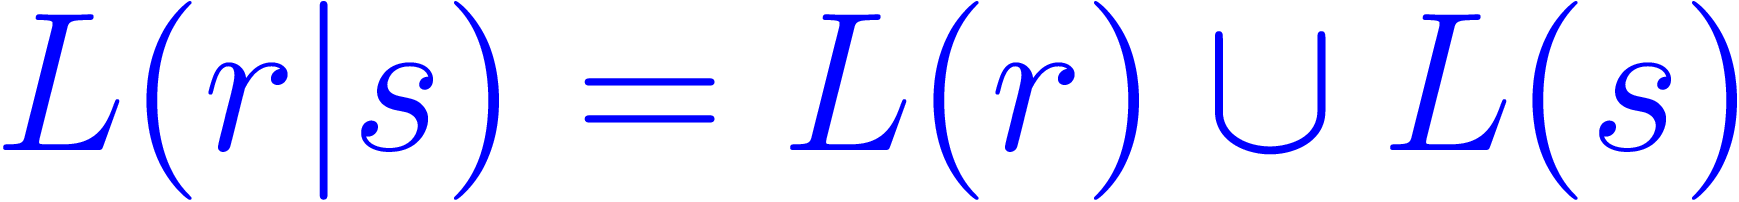 L(r|s) = L(r) ∪ L(s)